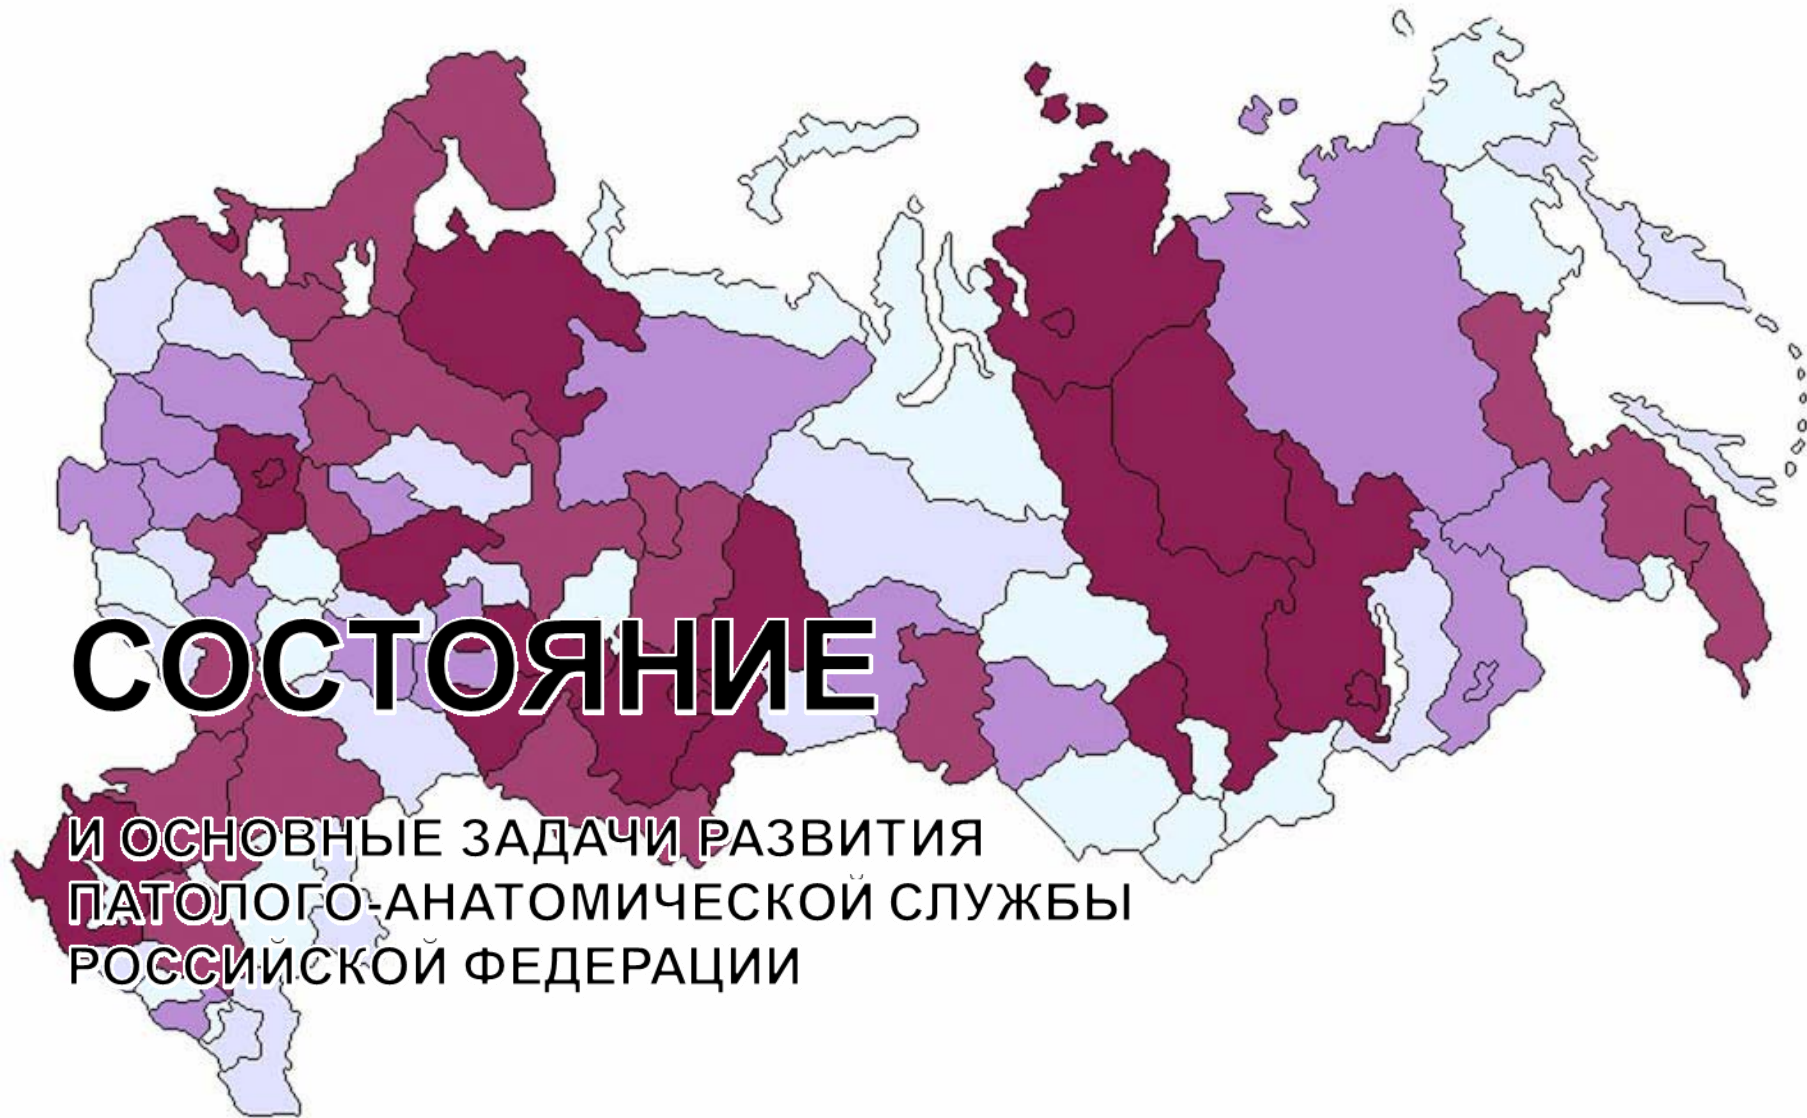 СОСТОЯНИЕ
И ОСНОВНЫЕ ЗАДАЧИ РАЗВИТИЯ
ПАТОЛОГО-АНАТОМИЧЕСКОЙ СЛУЖБЫ
РОССИЙСКОЙ ФЕДЕРАЦИИ